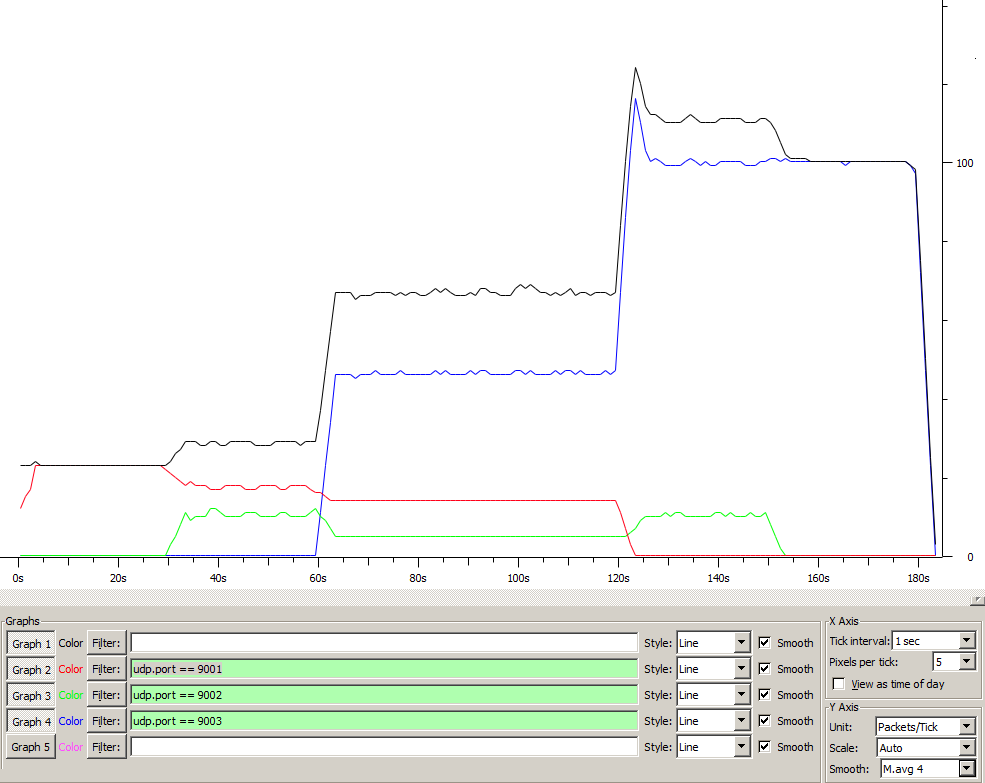 100
0
0s 20s 40s 60s 80s 100s 120s 140s 160s 180s
Graphs
Graph 1 Color Filter: Style: Line Smooth
Graph 2 Color Filter: udp.port == 9001 Style: Line Smooth
Graph 3 Color Filter: udp.port == 9002 Style: Line Smooth
Graph 4 Color Filter: udp.port == 9003 Style: Line Smooth
Graph 5 Color Filter: Style: Line Smooth
X Axis
Tick interval: 1 sec
Pixels per tick: 5
View as time of day
Y Axis
Unit: Packets/Tick
Scale: Auto
Smooth: M.avg 4